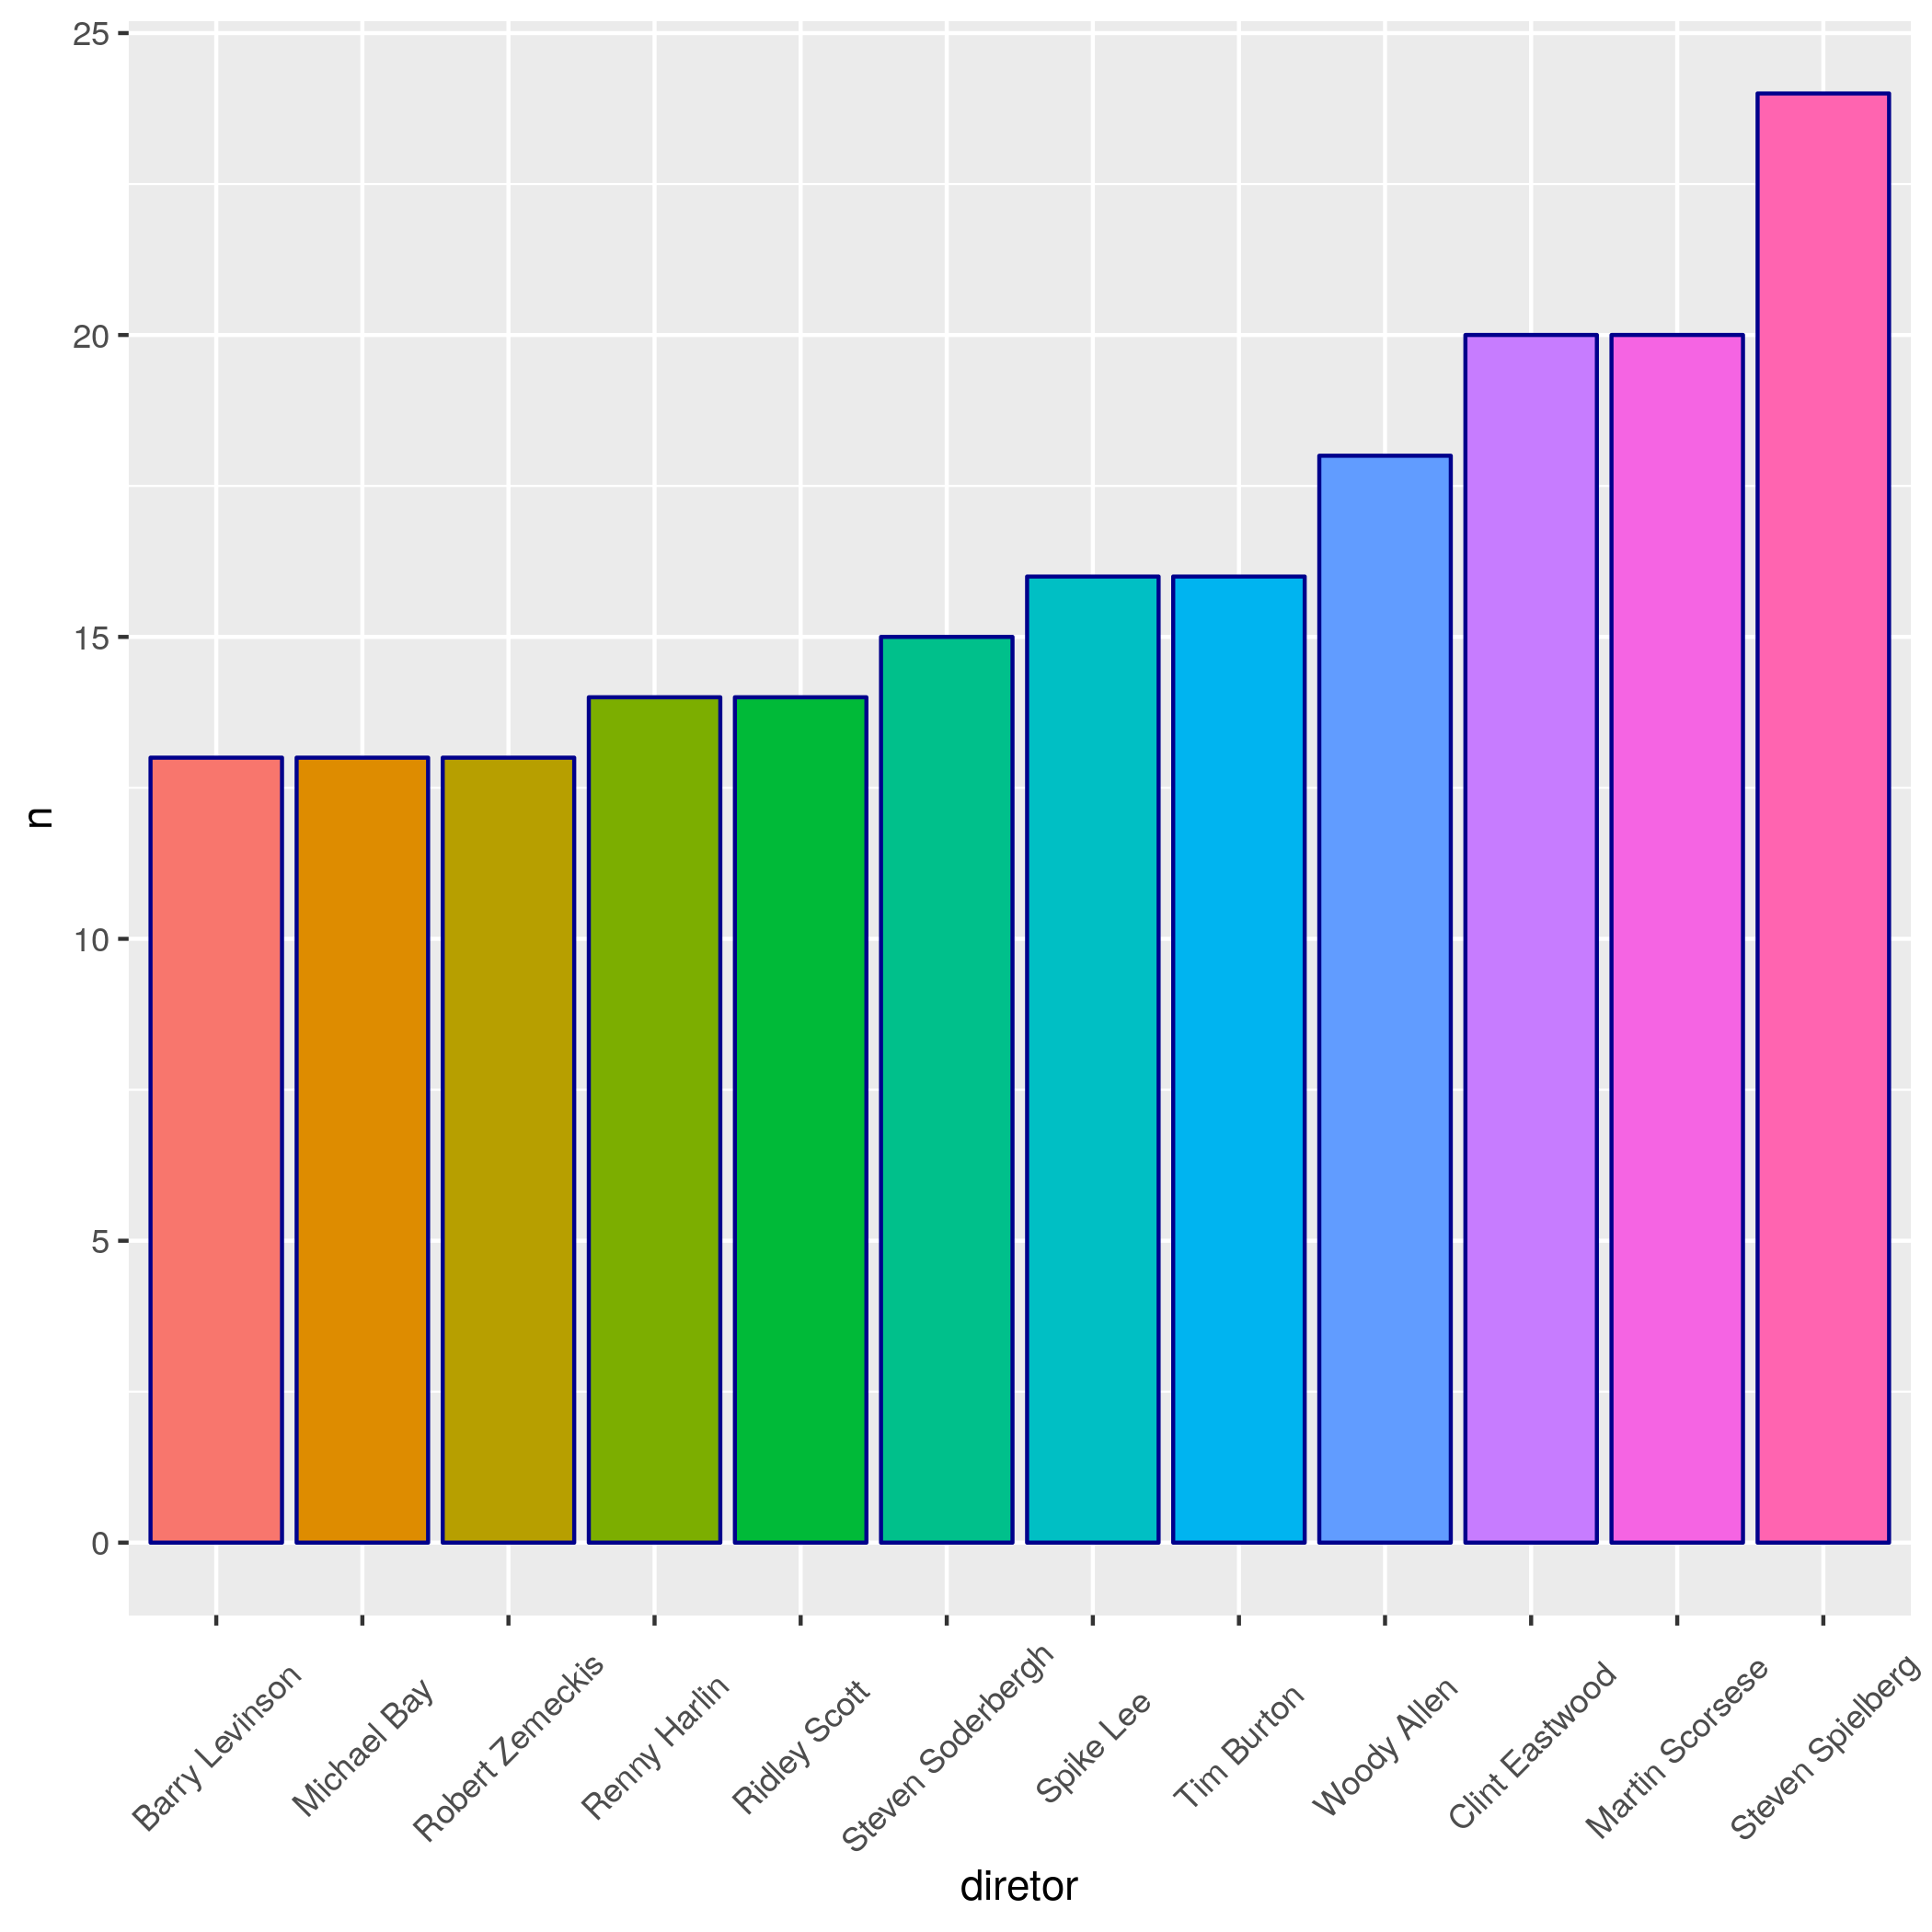 25
20
15
10
5
0
n
Barry Levinson
Michael Bay
Robert Zemeckis
Renny Harlin
Ridley Scott
Steven Soderbergh
Spike Lee
Tim Burton
Woody Allen
Clint Eastwood
Martin Scorsese
Steven Spielberg
diretor